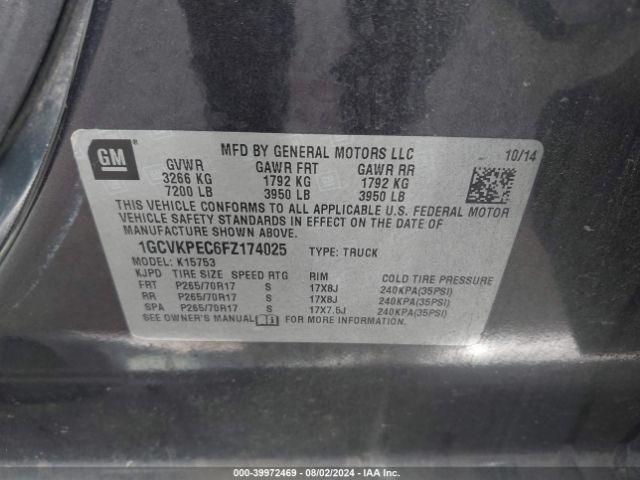 GM ®
MFD BY GENERAL MOTORS LLC 10/14
GVWR GAWR FRT GAWR RR
3266 KG 1792 KG 1792 KG
7200 LB 3950 LB 3950 LB
THIS VEHICLE CONFORMS TO ALL APPLICABLE U.S. FEDERAL MOTOR
VEHICLE SAFETY STANDARDS IN EFFECT ON THE DATE OF
MANUFACTURE SHOWN ABOVE.
1GCVKPEC6FZ174025 TYPE: TRUCK
MODEL: K15753
KJPD TIRE SIZE SPEED RTG RIM COLD TIRE PRESSURE
FRT P265/70R17 S 17X8J 240KPA(35PSI)
RR P265/70R17 S 17X8J 240KPA(35PSI)
SPA P265/70R17 S 17X7.5J 240KPA(35PSI)
SEE OWNER'S MANUAL i FOR MORE INFORMATION.
000-39972469 - 08/02/2024 - IAA Inc.